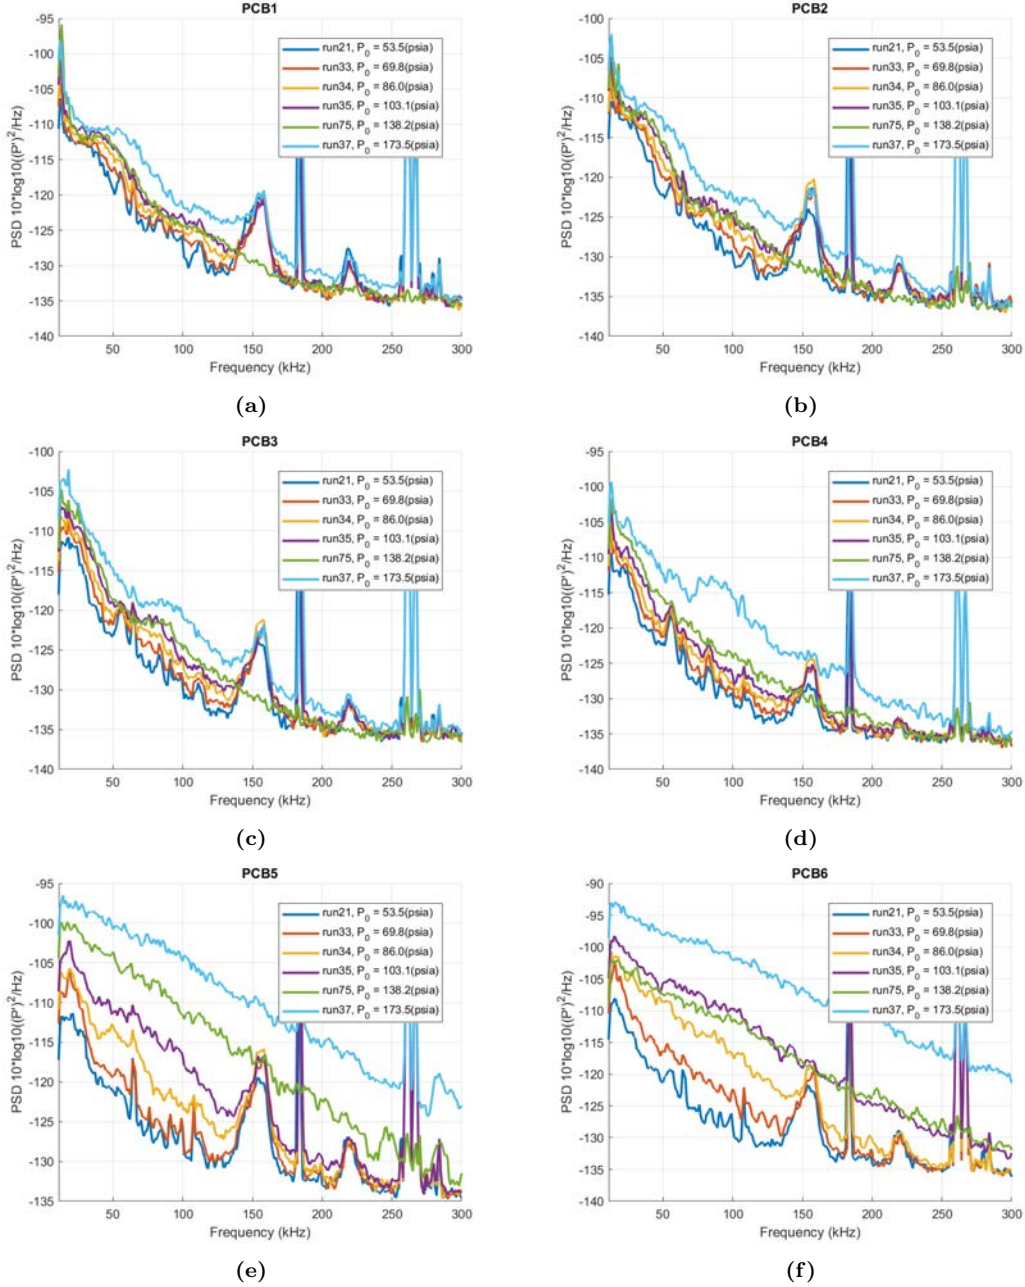 PCB1
PSD 10*log10((P')²/Hz)
-95
-100
-105
-110
-115
-120
-125
-130
-135
-140
run21, P₀ = 53.5(psia)
run33, P₀ = 69.8(psia)
run34, P₀ = 86.0(psia)
run35, P₀ = 103.1(psia)
run75, P₀ = 138.2(psia)
run37, P₀ = 173.5(psia)
50 100 150 200 250 300
Frequency (kHz)
(a)
PCB2
PSD 10*log10((P')²/Hz)
-100
-105
-110
-115
-120
-125
-130
-135
-140
run21, P₀ = 53.5(psia)
run33, P₀ = 69.8(psia)
run34, P₀ = 86.0(psia)
run35, P₀ = 103.1(psia)
run75, P₀ = 138.2(psia)
run37, P₀ = 173.5(psia)
50 100 150 200 250 300
Frequency (kHz)
(b)
PCB3
PSD 10*log10((P')²/Hz)
-100
-105
-110
-115
-120
-125
-130
-135
-140
run21, P₀ = 53.5(psia)
run33, P₀ = 69.8(psia)
run34, P₀ = 86.0(psia)
run35, P₀ = 103.1(psia)
run75, P₀ = 138.2(psia)
run37, P₀ = 173.5(psia)
50 100 150 200 250 300
Frequency (kHz)
(c)
PCB4
PSD 10*log10((P')²/Hz)
-95
-100
-105
-110
-115
-120
-125
-130
-135
-140
run21, P₀ = 53.5(psia)
run33, P₀ = 69.8(psia)
run34, P₀ = 86.0(psia)
run35, P₀ = 103.1(psia)
run75, P₀ = 138.2(psia)
run37, P₀ = 173.5(psia)
50 100 150 200 250 300
Frequency (kHz)
(d)
PCB5
PSD 10*log10((P')²/Hz)
-95
-100
-105
-110
-115
-120
-125
-130
-135
run21, P₀ = 53.5(psia)
run33, P₀ = 69.8(psia)
run34, P₀ = 86.0(psia)
run35, P₀ = 103.1(psia)
run75, P₀ = 138.2(psia)
run37, P₀ = 173.5(psia)
50 100 150 200 250 300
Frequency (kHz)
(e)
PCB6
PSD 10*log10((P')²/Hz)
-90
-95
-100
-105
-110
-115
-120
-125
-130
-135
-140
run21, P₀ = 53.5(psia)
run33, P₀ = 69.8(psia)
run34, P₀ = 86.0(psia)
run35, P₀ = 103.1(psia)
run75, P₀ = 138.2(psia)
run37, P₀ = 173.5(psia)
50 100 150 200 250 300
Frequency (kHz)
(f)